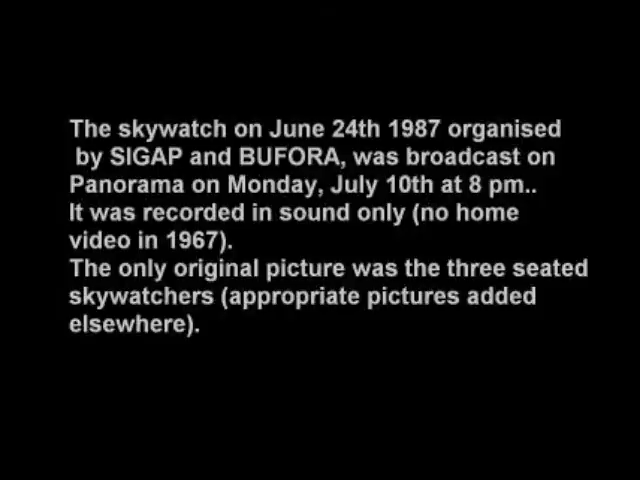 The skywatch on June 24th 1987 organised
by SIGAP and BUFORA, was broadcast on
Panorama on Monday, July 10th at 8 pm..
It was recorded in sound only (no home
video in 1967).
The only original picture was the three seated
skywatchers (appropriate pictures added
elsewhere).